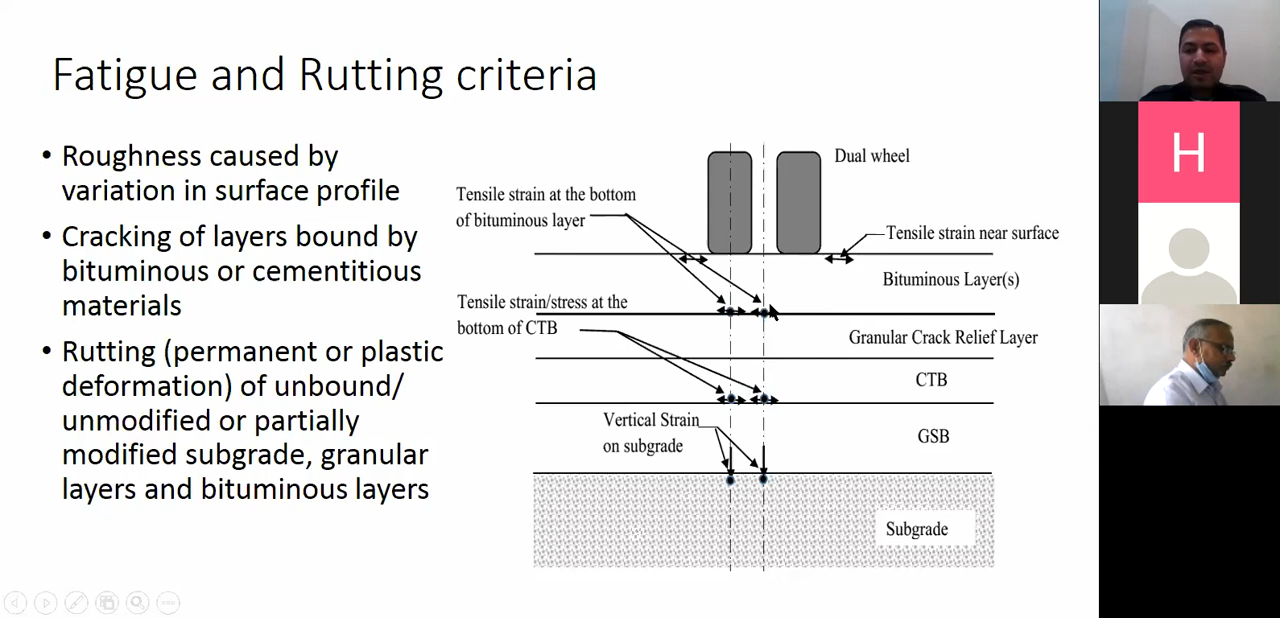 Fatigue and Rutting criteria
• Roughness caused by
variation in surface profile
• Cracking of layers bound by
bituminous or cementitious
materials
• Rutting (permanent or plastic
deformation) of unbound/
unmodified or partially
modified subgrade, granular
layers and bituminous layers
Dual wheel
Tensile strain at the bottom
of bituminous layer
Tensile strain near surface
Bituminous Layer(s)
Tensile strain/stress at the
bottom of CTB
Granular Crack Relief Layer
CTB
Vertical Strain
on subgrade
GSB
Subgrade
H